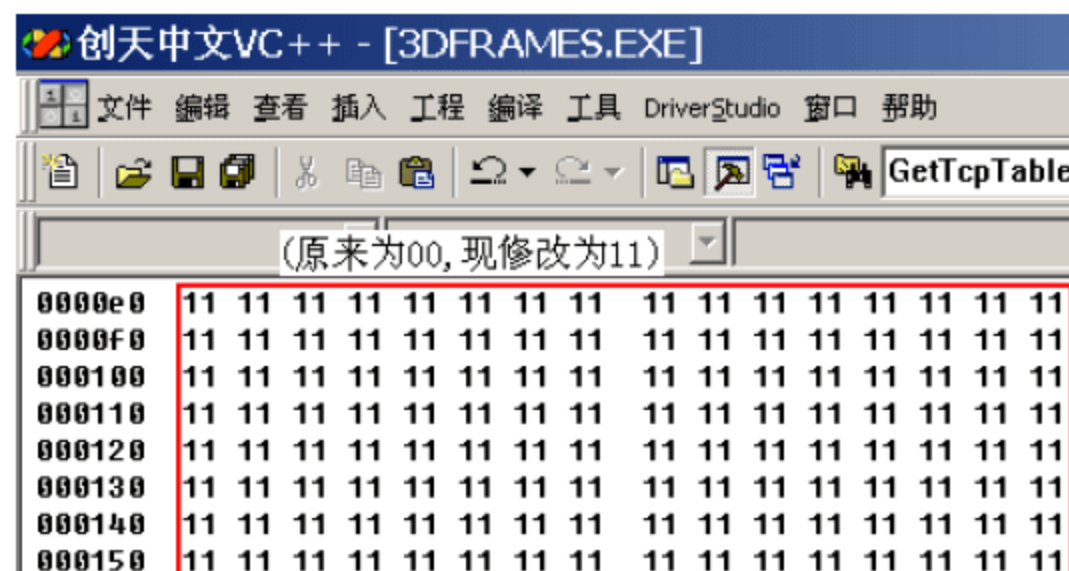 创天中文VC++ - [3DFRAMES.EXE]
文件 编辑 查看 插入 工程 编译 工具 DriverStudio 窗口 帮助
GetTcpTable
(原来为00,现修改为11)
0000e0 11 11 11 11 11 11 11 11 11 11 11 11 11 11 11 11
0000f0 11 11 11 11 11 11 11 11 11 11 11 11 11 11 11 11
000100 11 11 11 11 11 11 11 11 11 11 11 11 11 11 11 11
000110 11 11 11 11 11 11 11 11 11 11 11 11 11 11 11 11
000120 11 11 11 11 11 11 11 11 11 11 11 11 11 11 11 11
000130 11 11 11 11 11 11 11 11 11 11 11 11 11 11 11 11
000140 11 11 11 11 11 11 11 11 11 11 11 11 11 11 11 11
000150 11 11 11 11 11 11 11 11 11 11 11 11 11 11 11 11